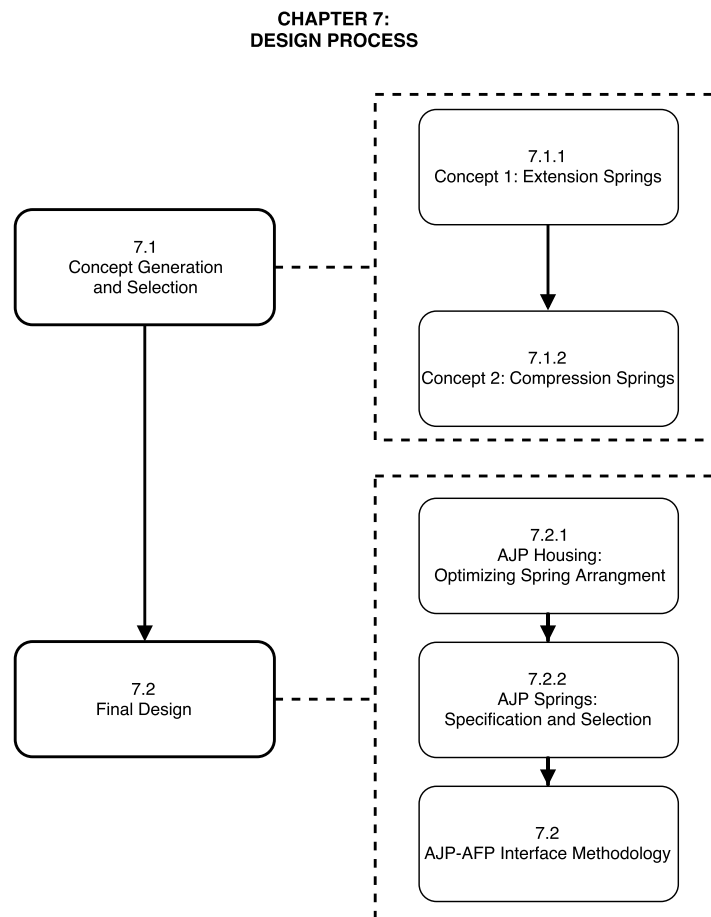 CHAPTER 7:
DESIGN PROCESS
7.1
Concept Generation
and Selection
7.1.1
Concept 1: Extension Springs
7.1.2
Concept 2: Compression Springs
7.2
Final Design
7.2.1
AJP Housing:
Optimizing Spring Arrangment
7.2.2
AJP Springs:
Specification and Selection
7.2
AJP-AFP Interface Methodology